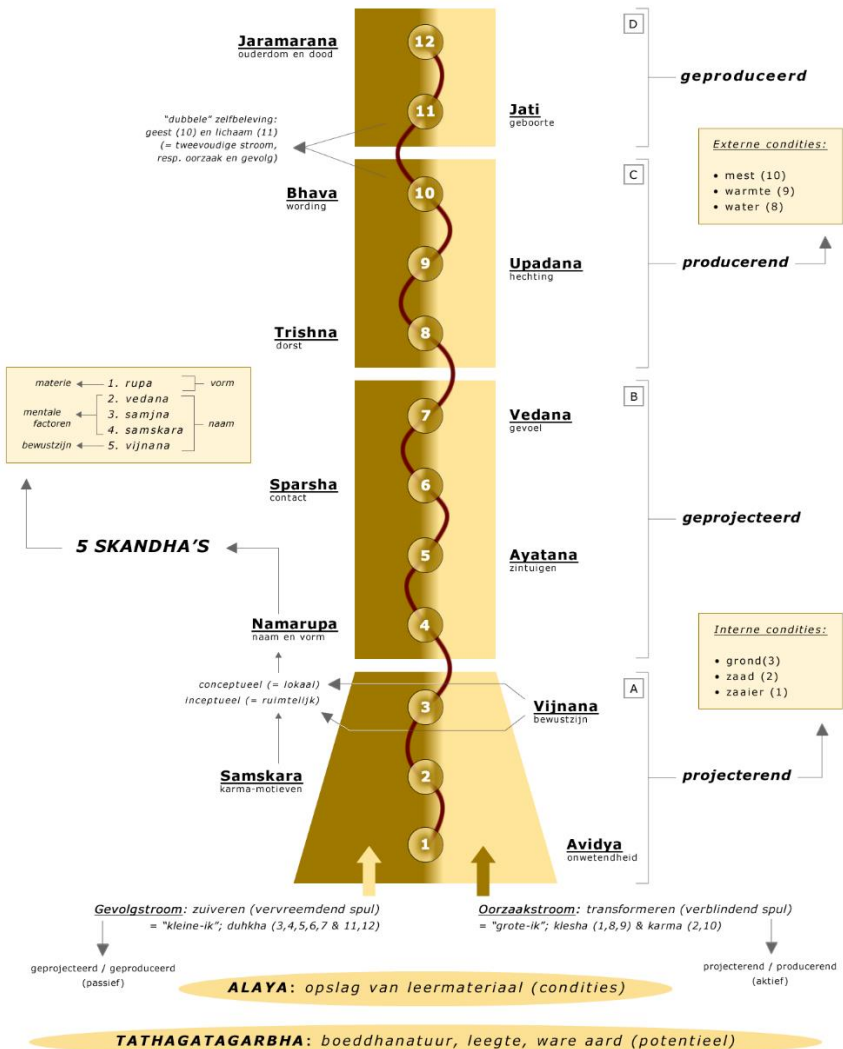 D
Jaramarana
ouderdom en dood
12
geproduceerd
11
Jati
geboorte
"dubbele" zelfbeleving:
geest (10) en lichaam (11)
(= tweevoudige stroom,
resp. oorzaak en gevolg)
Externe condities:
• mest (10)
• warmte (9)
• water (8)
C
Bhava
wording
10
9
Upadana
hechting
producerend
Trishna
dorst
8
materie
1. rupa
vorm
2. vedana
mentale
factoren
3. samjna
naam
4. samskara
bewustzijn
5. vijnana
B
7
Vedana
gevoel
Sparsha
contact
6
geprojecteerd
5 SKANDHA'S
5
Ayatana
zintuigen
Namarupa
naam en vorm
4
Interne condities:
• grond(3)
• zaad (2)
• zaaier (1)
A
conceptueel (= lokaal)
inceptueel (= ruimtelijk)
3
Vijnana
bewustzijn
Samskara
karma-motieven
2
projecterend
1
Avidya
onwetendheid
Gevolgstroom: zuiveren (vervreemdend spul)
= "kleine-ik"; duhkha (3,4,5,6,7 & 11,12)
Oorzaakstroom: transformeren (verblindend spul)
= "grote-ik"; klesha (1,8,9) & karma (2,10)
geprojecteerd / geproduceerd
(passief)
projecterend / producerend
(aktief)
ALAYA: opslag van leermateriaal (condities)
TATHAGATAGARBHA: boeddhanatuur, leegte, ware aard (potentieel)